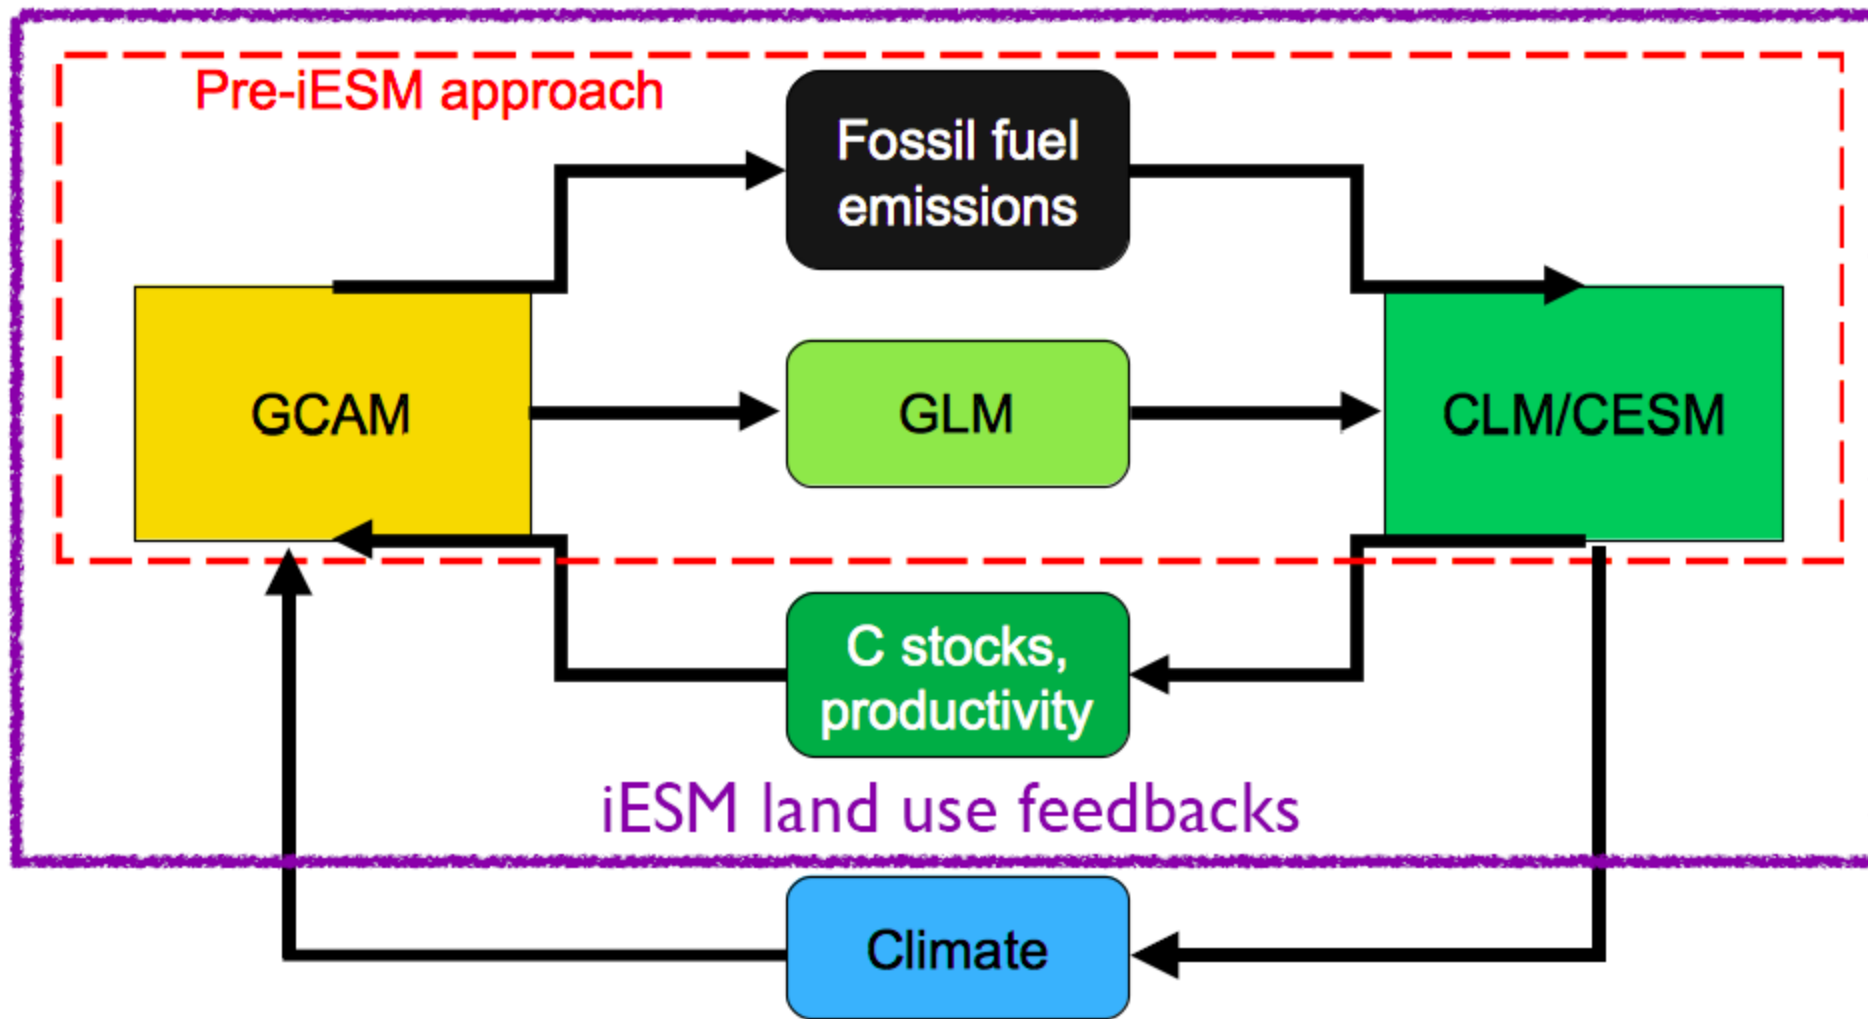 Pre-iESM approach
Fossil fuel
emissions
GCAM
GLM
CLM/CESM
C stocks,
productivity
iESM land use feedbacks
Climate